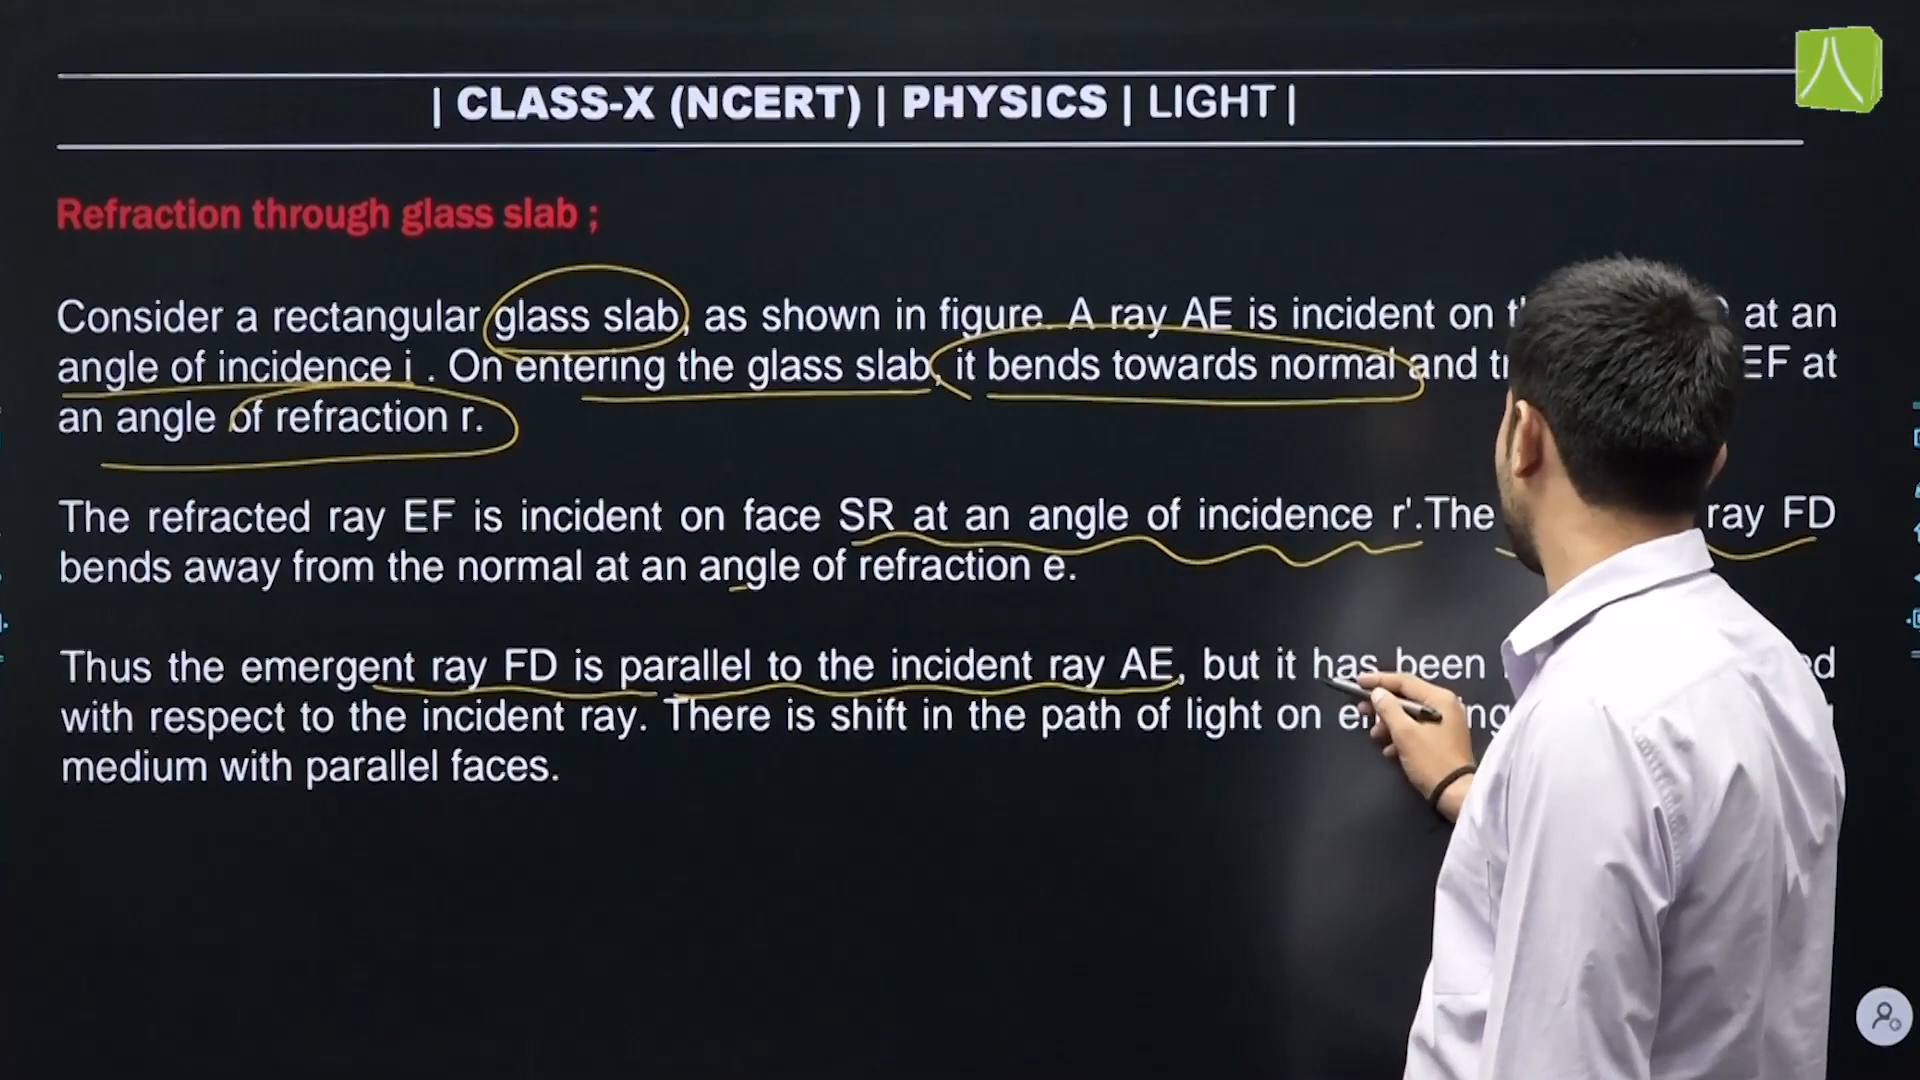 | CLASS-X (NCERT) | PHYSICS | LIGHT |
Refraction through glass slab ;
Consider a rectangular glass slab, as shown in figure. A ray AE is incident on at an
angle of incidence i . On entering the glass slab, it bends towards normal and EF at
an angle of refraction r.
The refracted ray EF is incident on face SR at an angle of incidence r'.The ray FD
bends away from the normal at an angle of refraction e.
Thus the emergent ray FD is parallel to the incident ray AE, but it has been
with respect to the incident ray. There is shift in the path of light on
medium with parallel faces.